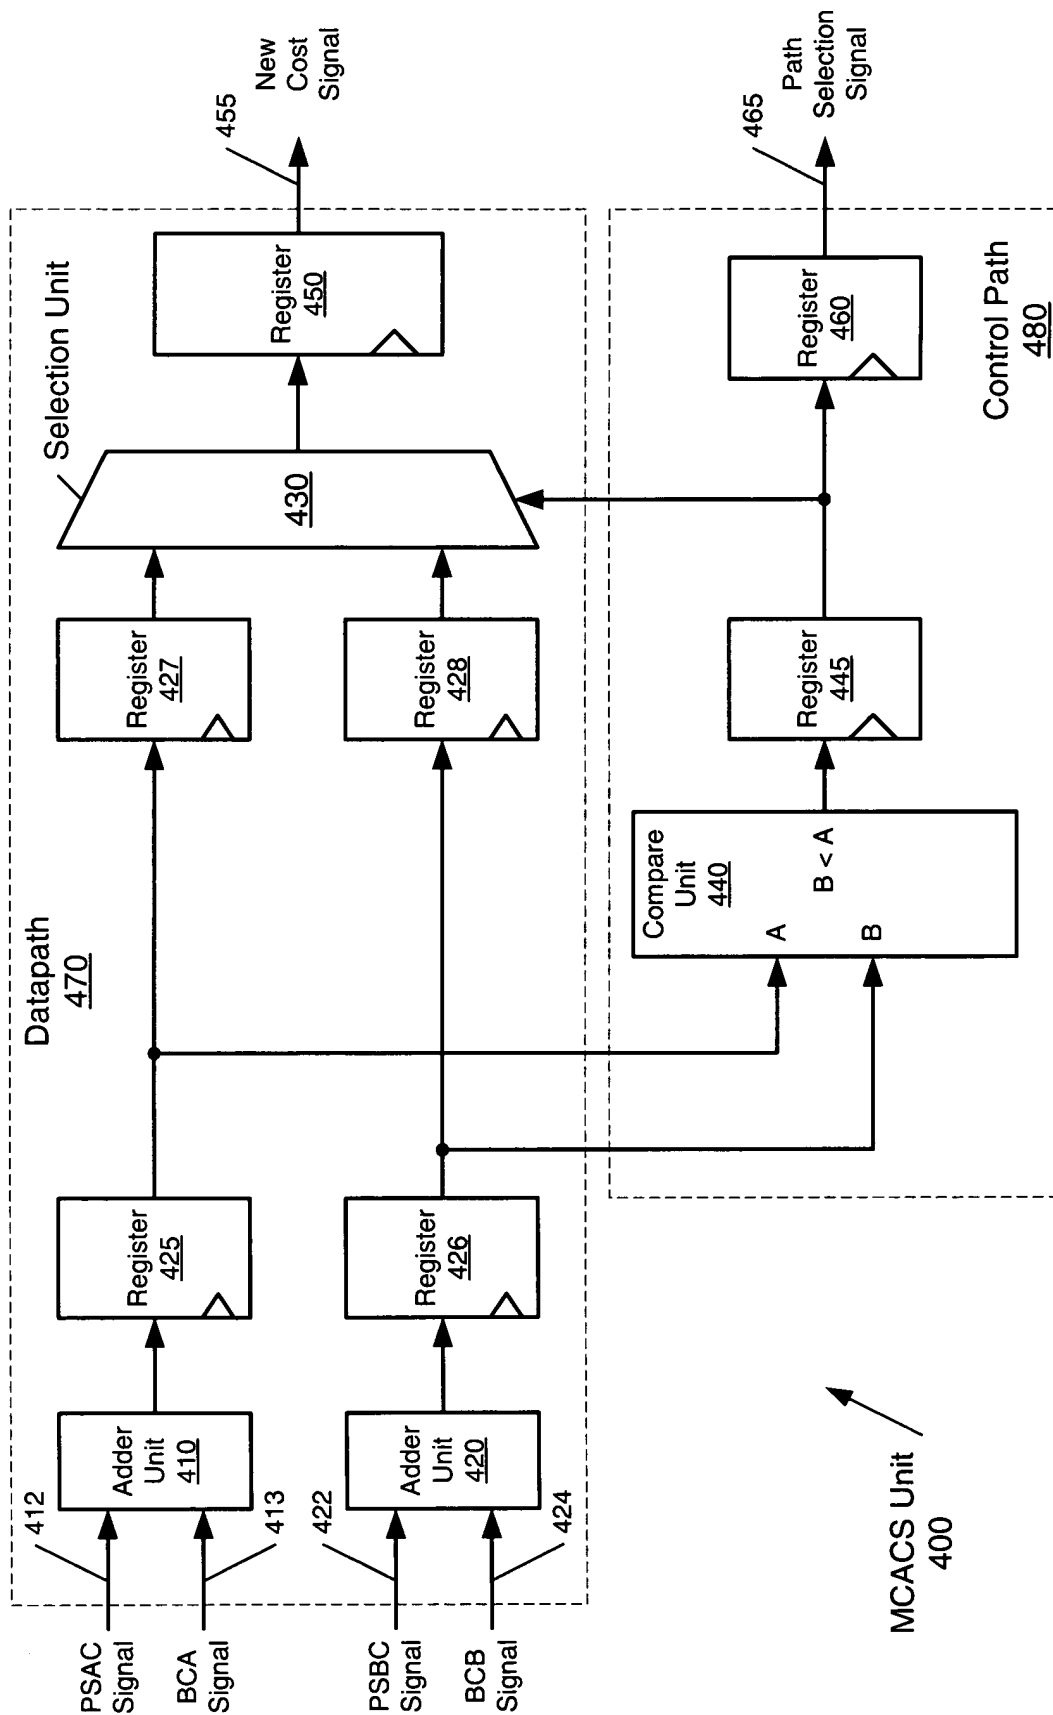 Datapath
470
Selection Unit
PSAC
Signal
412
BCA
Signal
413
Adder
Unit
410
Register
425
Register
427
430
Register
450
455
New
Cost
Signal
PSBC
Signal
422
BCB
Signal
424
Adder
Unit
420
Register
426
Register
428
Compare
Unit
440
A
B
B < A
Register
445
Register
460
465
Path
Selection
Signal
Control Path
480
MCACS Unit
400